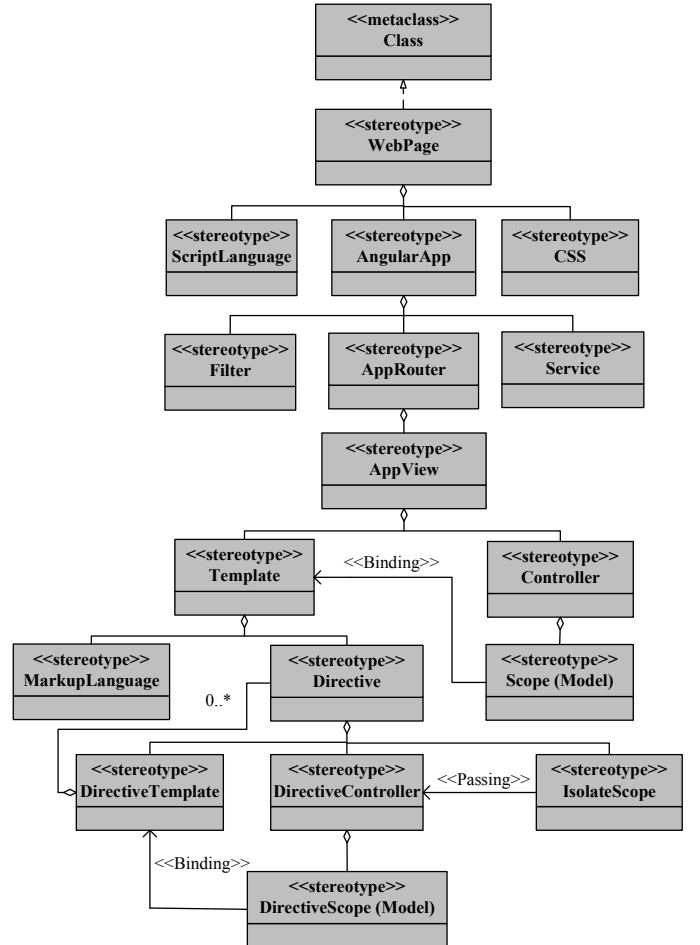 <<metaclass>>
Class
<<stereotype>>
WebPage
<<stereotype>>
ScriptLanguage
<<stereotype>>
AngularApp
<<stereotype>>
CSS
<<stereotype>>
Filter
<<stereotype>>
AppRouter
<<stereotype>>
Service
<<stereotype>>
AppView
<<stereotype>>
Template
<<Binding>>
<<stereotype>>
Controller
<<stereotype>>
MarkupLanguage
<<stereotype>>
Directive
<<stereotype>>
Scope (Model)
0..*
<<stereotype>>
DirectiveTemplate
<<stereotype>>
DirectiveController
<<Passing>>
<<stereotype>>
IsolateScope
<<Binding>>
<<stereotype>>
DirectiveScope (Model)